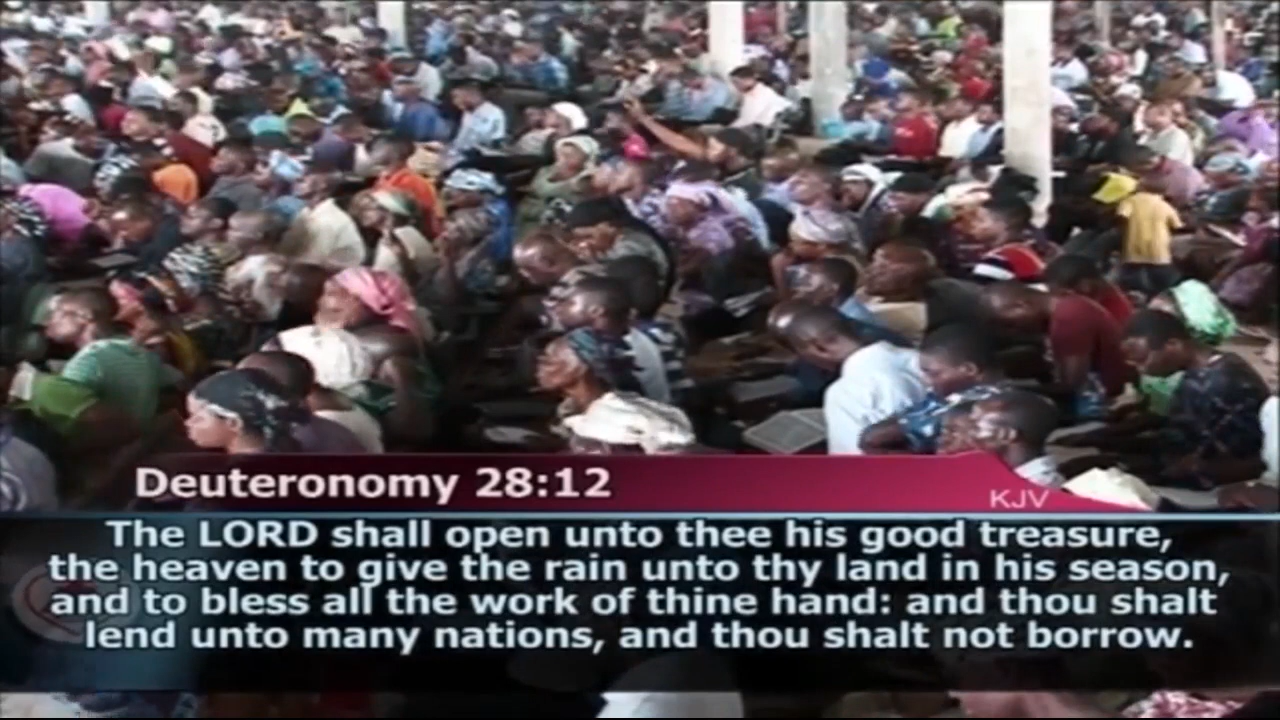 Deuteronomy 28:12
KJV
The LORD shall open unto thee his good treasure,
the heaven to give the rain unto thy land in his season,
and to bless all the work of thine hand: and thou shalt
lend unto many nations, and thou shalt not borrow.